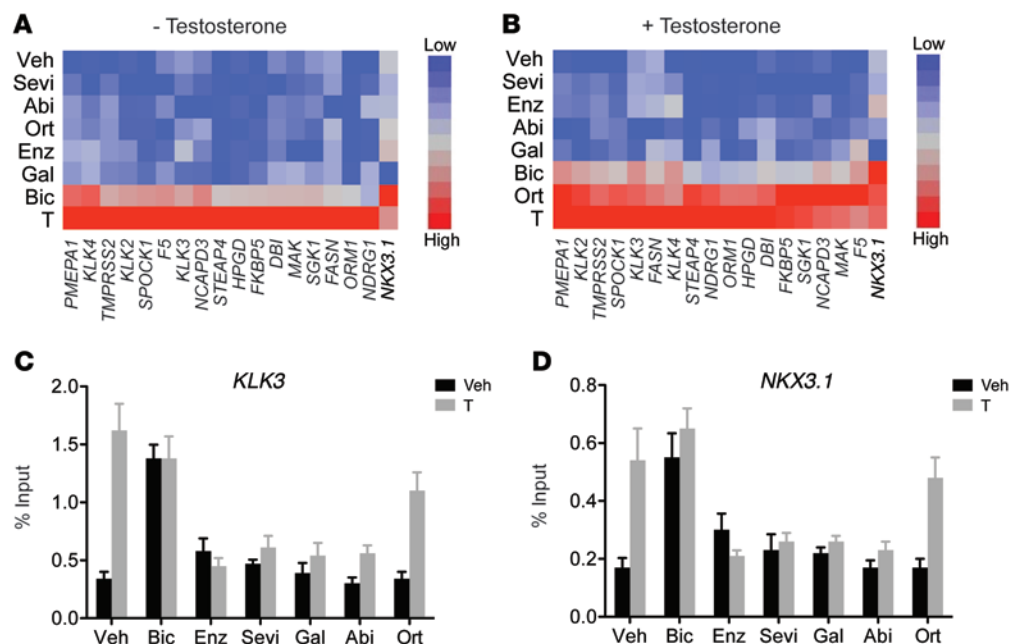 A
- Testosterone
Low
Veh
Sevi
Abi
Ort
Enz
Gal
Bic
T
High
PMEPA1
KLK4
TMPRSS2
KLK2
SPOCK1
F5
KLK3
NCAPD3
STEAP4
HPGD
FKBP5
DBI
MAK
SGK1
FASN
ORM1
NDRG1
NKX3.1
B
+ Testosterone
Low
Veh
Sevi
Enz
Abi
Gal
Bic
Ort
T
High
PMEPA1
KLK2
TMPRSS2
SPOCK1
KLK3
FASN
KLK4
STEAP4
NDRG1
ORM1
HPGD
DBI
FKBP5
SGK1
NCAPD3
MAK
F5
NKX3.1
C
KLK3
Veh
T
% Input
2.0
1.5
1.0
0.5
0.0
Veh Bic Enz Sevi Gal Abi Ort
D
NKX3.1
Veh
T
% Input
0.8
0.6
0.4
0.2
0.0
Veh Bic Enz Sevi Gal Abi Ort